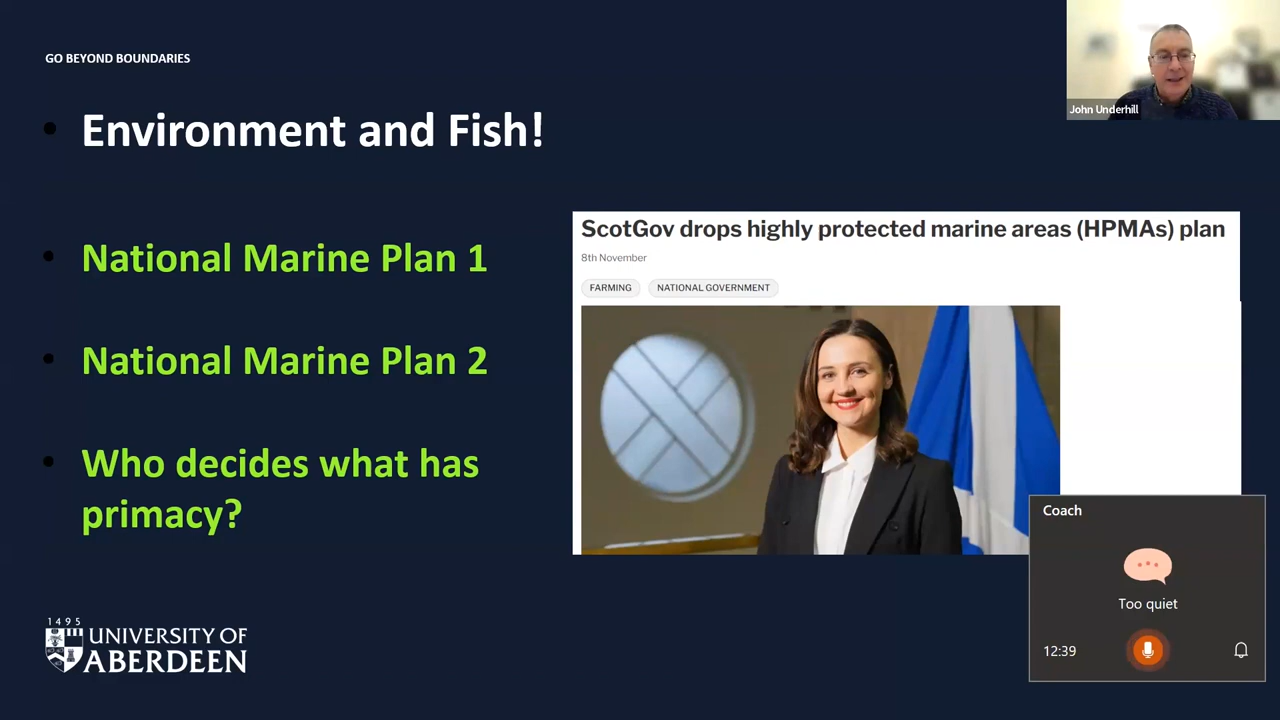 GO BEYOND BOUNDARIES
John Underhill
• Environment and Fish!
• National Marine Plan 1
• National Marine Plan 2
• Who decides what has
primacy?
ScotGov drops highly protected marine areas (HPMAs) plan
8th November
FARMING NATIONAL GOVERNMENT
Coach
Too quiet
12:39
1495
UNIVERSITY OF
ABERDEEN